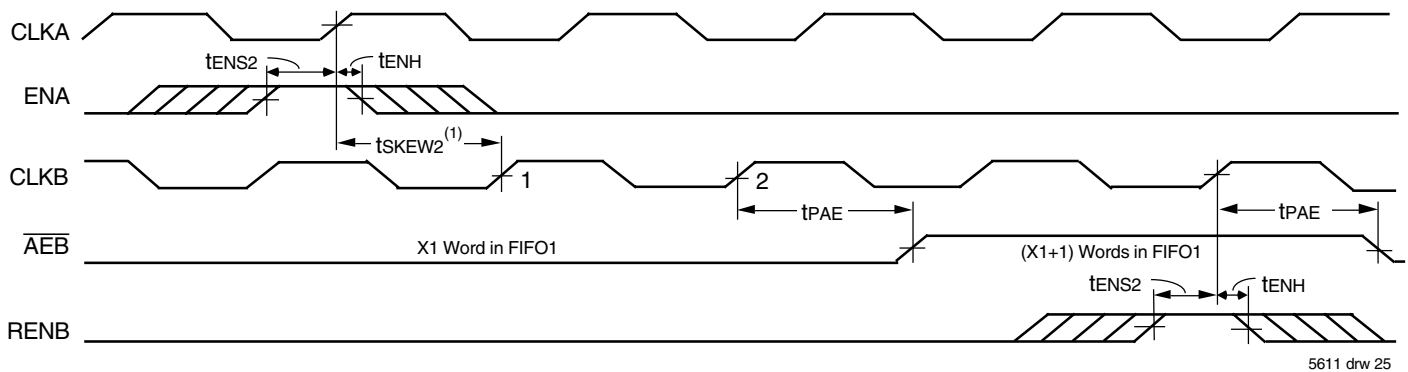 CLKA
tENS2
tENH
ENA
tSKEW2(1)
CLKB
1
2
tPAE
tPAE
AEB
X1 Word in FIFO1
(X1+1) Words in FIFO1
tENS2
tENH
RENB
5611 drw 25